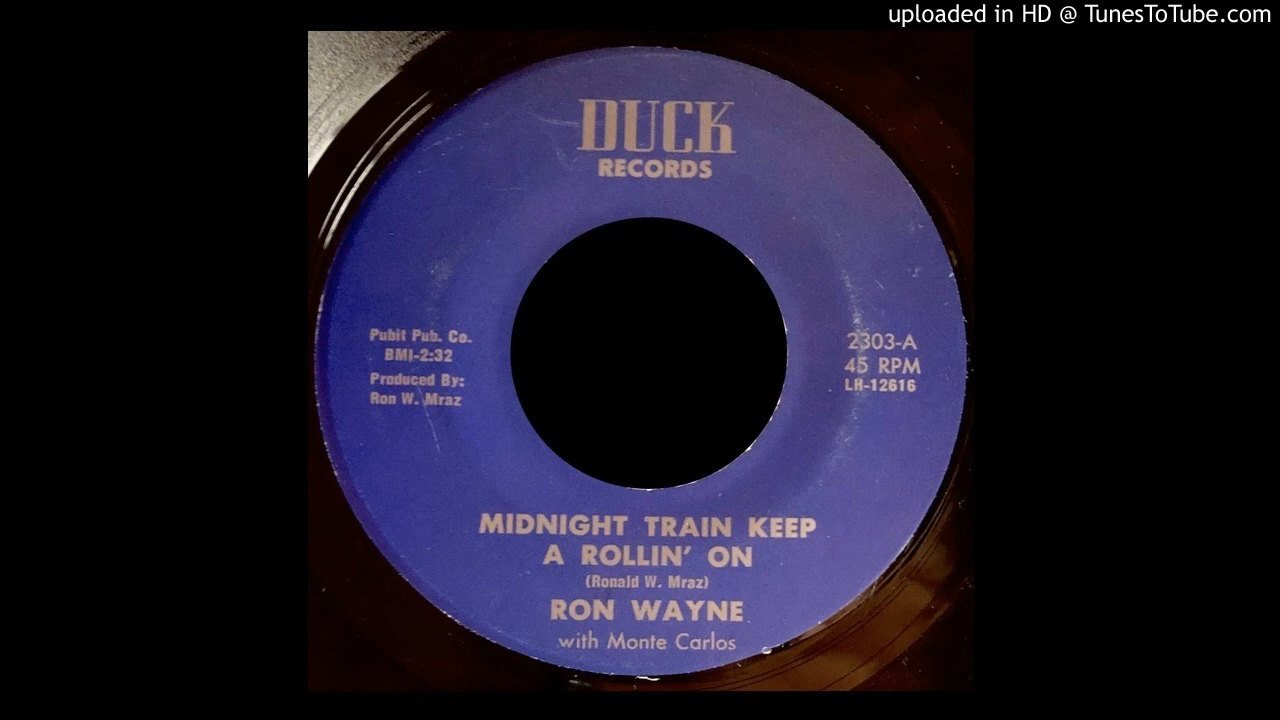 uploaded in HD @ TunesToTube.com
DUCK
RECORDS
Pubit Pub. Co.
BMI-2:32
Produced By:
Ron W. Mraz
2303-A
45 RPM
LH-12616
MIDNIGHT TRAIN KEEP
A ROLLIN' ON
(Ronald W. Mraz)
RON WAYNE
with Monte Carlos